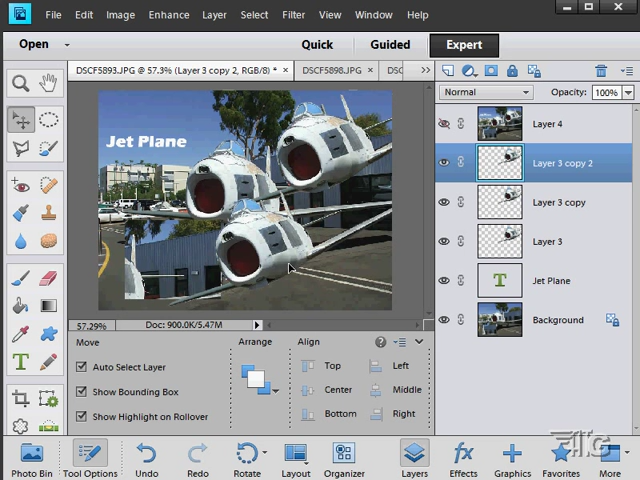 File Edit Image Enhance Layer Select Filter View Window Help
Open Quick Guided Expert
DSCF5893.JPG @ 57.3% (Layer 3 copy 2, RGB/8) * × DSCF5898.JPG × DSC
Normal Opacity: 100%
Jet Plane
Layer 4
Layer 3 copy 2
Layer 3 copy
Layer 3
T Jet Plane
Background
57.29% Doc: 900.0K/5.47M
Move
Auto Select Layer
Show Bounding Box
Show Highlight on Rollover
Arrange
Align
Top Left
Center Middle
Bottom Right
Photo Bin Tool Options Undo Redo Rotate Layout Organizer Layers Effects Graphics Favorites More